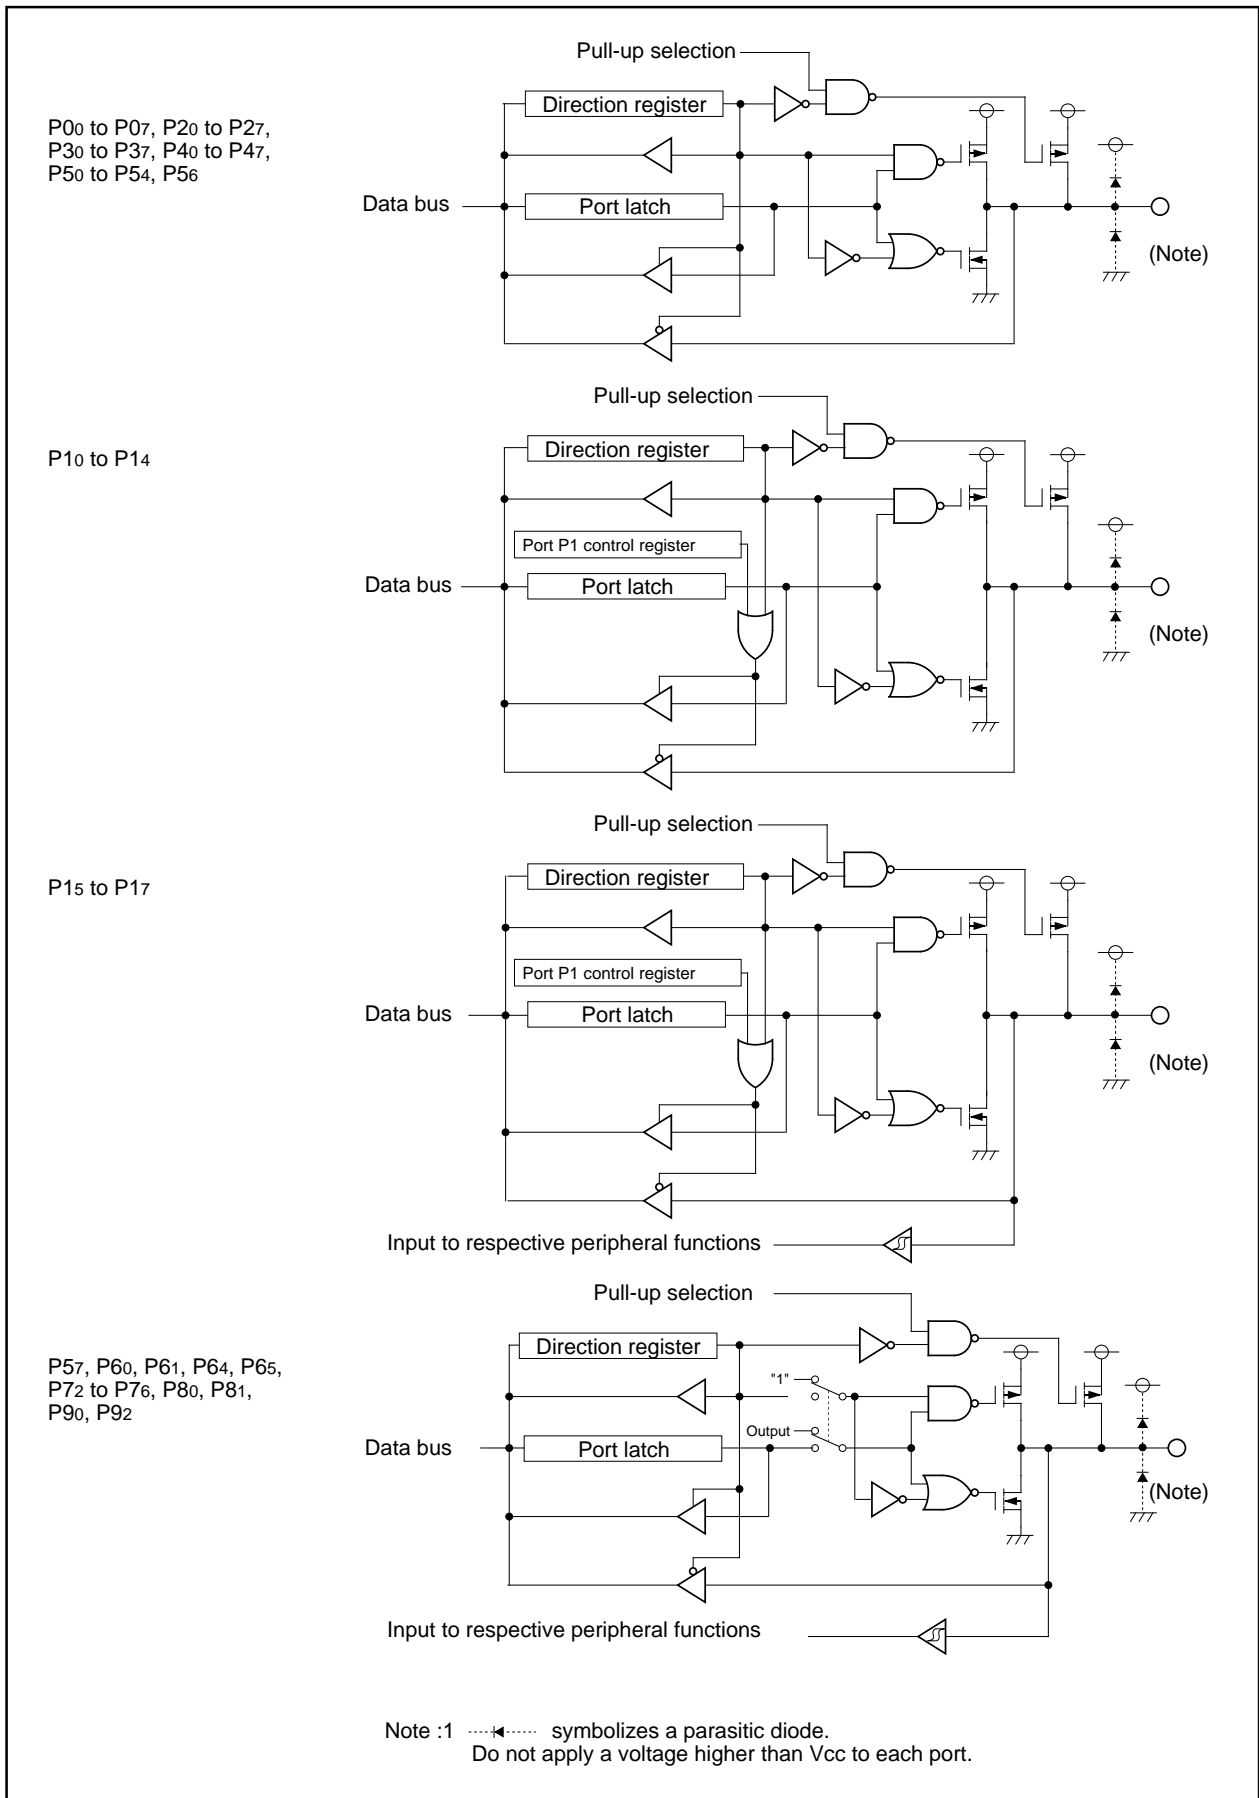 Pull-up selection
Direction register
P00 to P07, P20 to P27,
P30 to P37, P40 to P47,
P50 to P54, P56
Data bus
Port latch
(Note)
Pull-up selection
Direction register
P10 to P14
Port P1 control register
Data bus
Port latch
(Note)
Pull-up selection
Direction register
P15 to P17
Port P1 control register
Data bus
Port latch
(Note)
Input to respective peripheral functions
Pull-up selection
Direction register
P57, P60, P61, P64, P65,
P72 to P76, P80, P81,
P90, P92
"1"
Output
Data bus
Port latch
(Note)
Input to respective peripheral functions
Note :1 symbolizes a parasitic diode.
Do not apply a voltage higher than Vcc to each port.